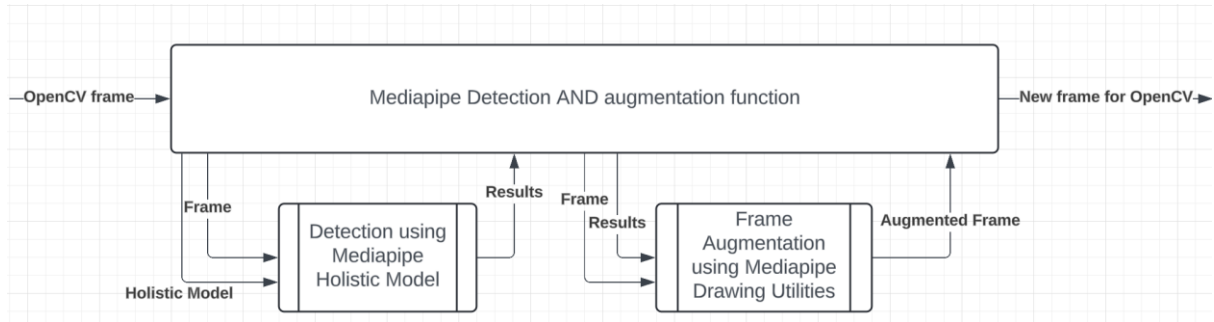 OpenCV frame
Mediapipe Detection AND augmentation function
New frame for OpenCV
Frame
Holistic Model
Detection using
Mediapipe
Holistic Model
Results
Frame
Results
Frame
Augmentation
using Mediapipe
Drawing Utilities
Augmented Frame